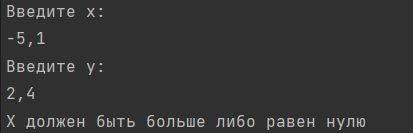 Введите x:
-5,1
Введите y:
2,4
X должен быть больше либо равен нулю